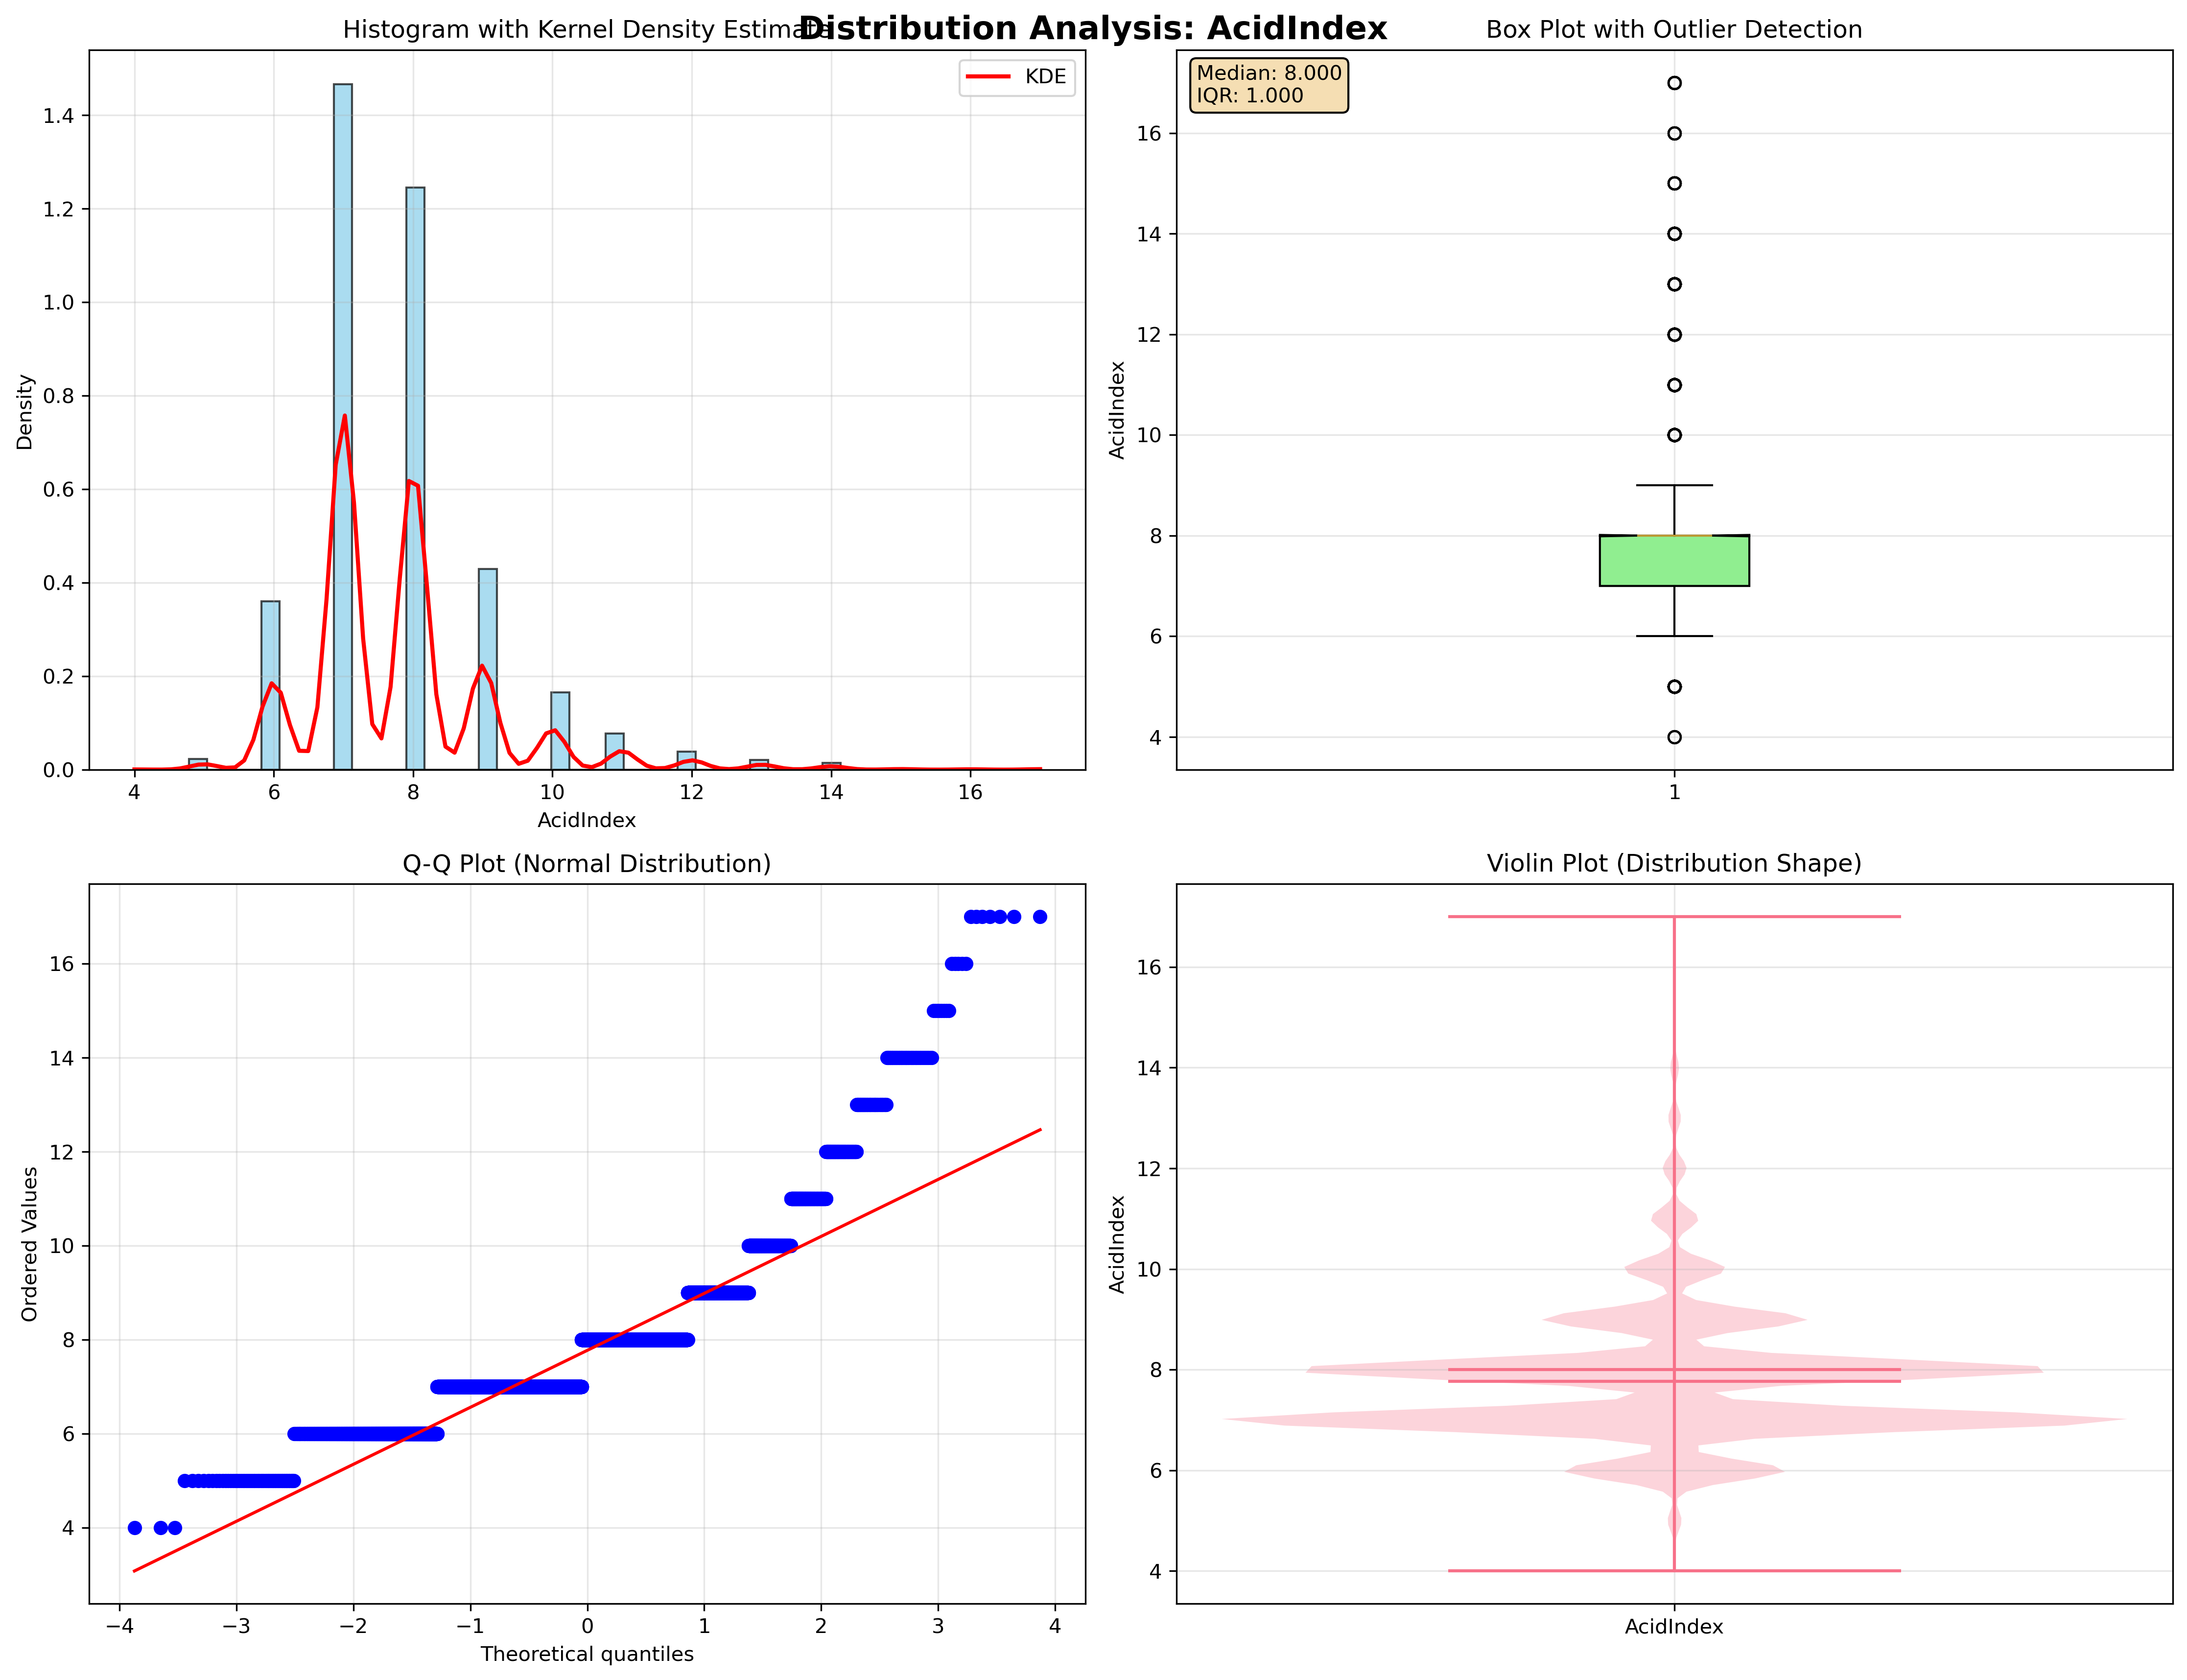 Distribution Analysis: AcidIndex
Histogram with Kernel Density Estimate
KDE
Density
1.4
1.2
1.0
0.8
0.6
0.4
0.2
0.0
4 6 8 10 12 14 16
AcidIndex
Box Plot with Outlier Detection
Median: 8.000
IQR: 1.000
AcidIndex
16
14
12
10
8
6
4
1
Q-Q Plot (Normal Distribution)
Ordered Values
16
14
12
10
8
6
4
−4 −3 −2 −1 0 1 2 3 4
Theoretical quantiles
Violin Plot (Distribution Shape)
AcidIndex
16
14
12
10
8
6
4
AcidIndex